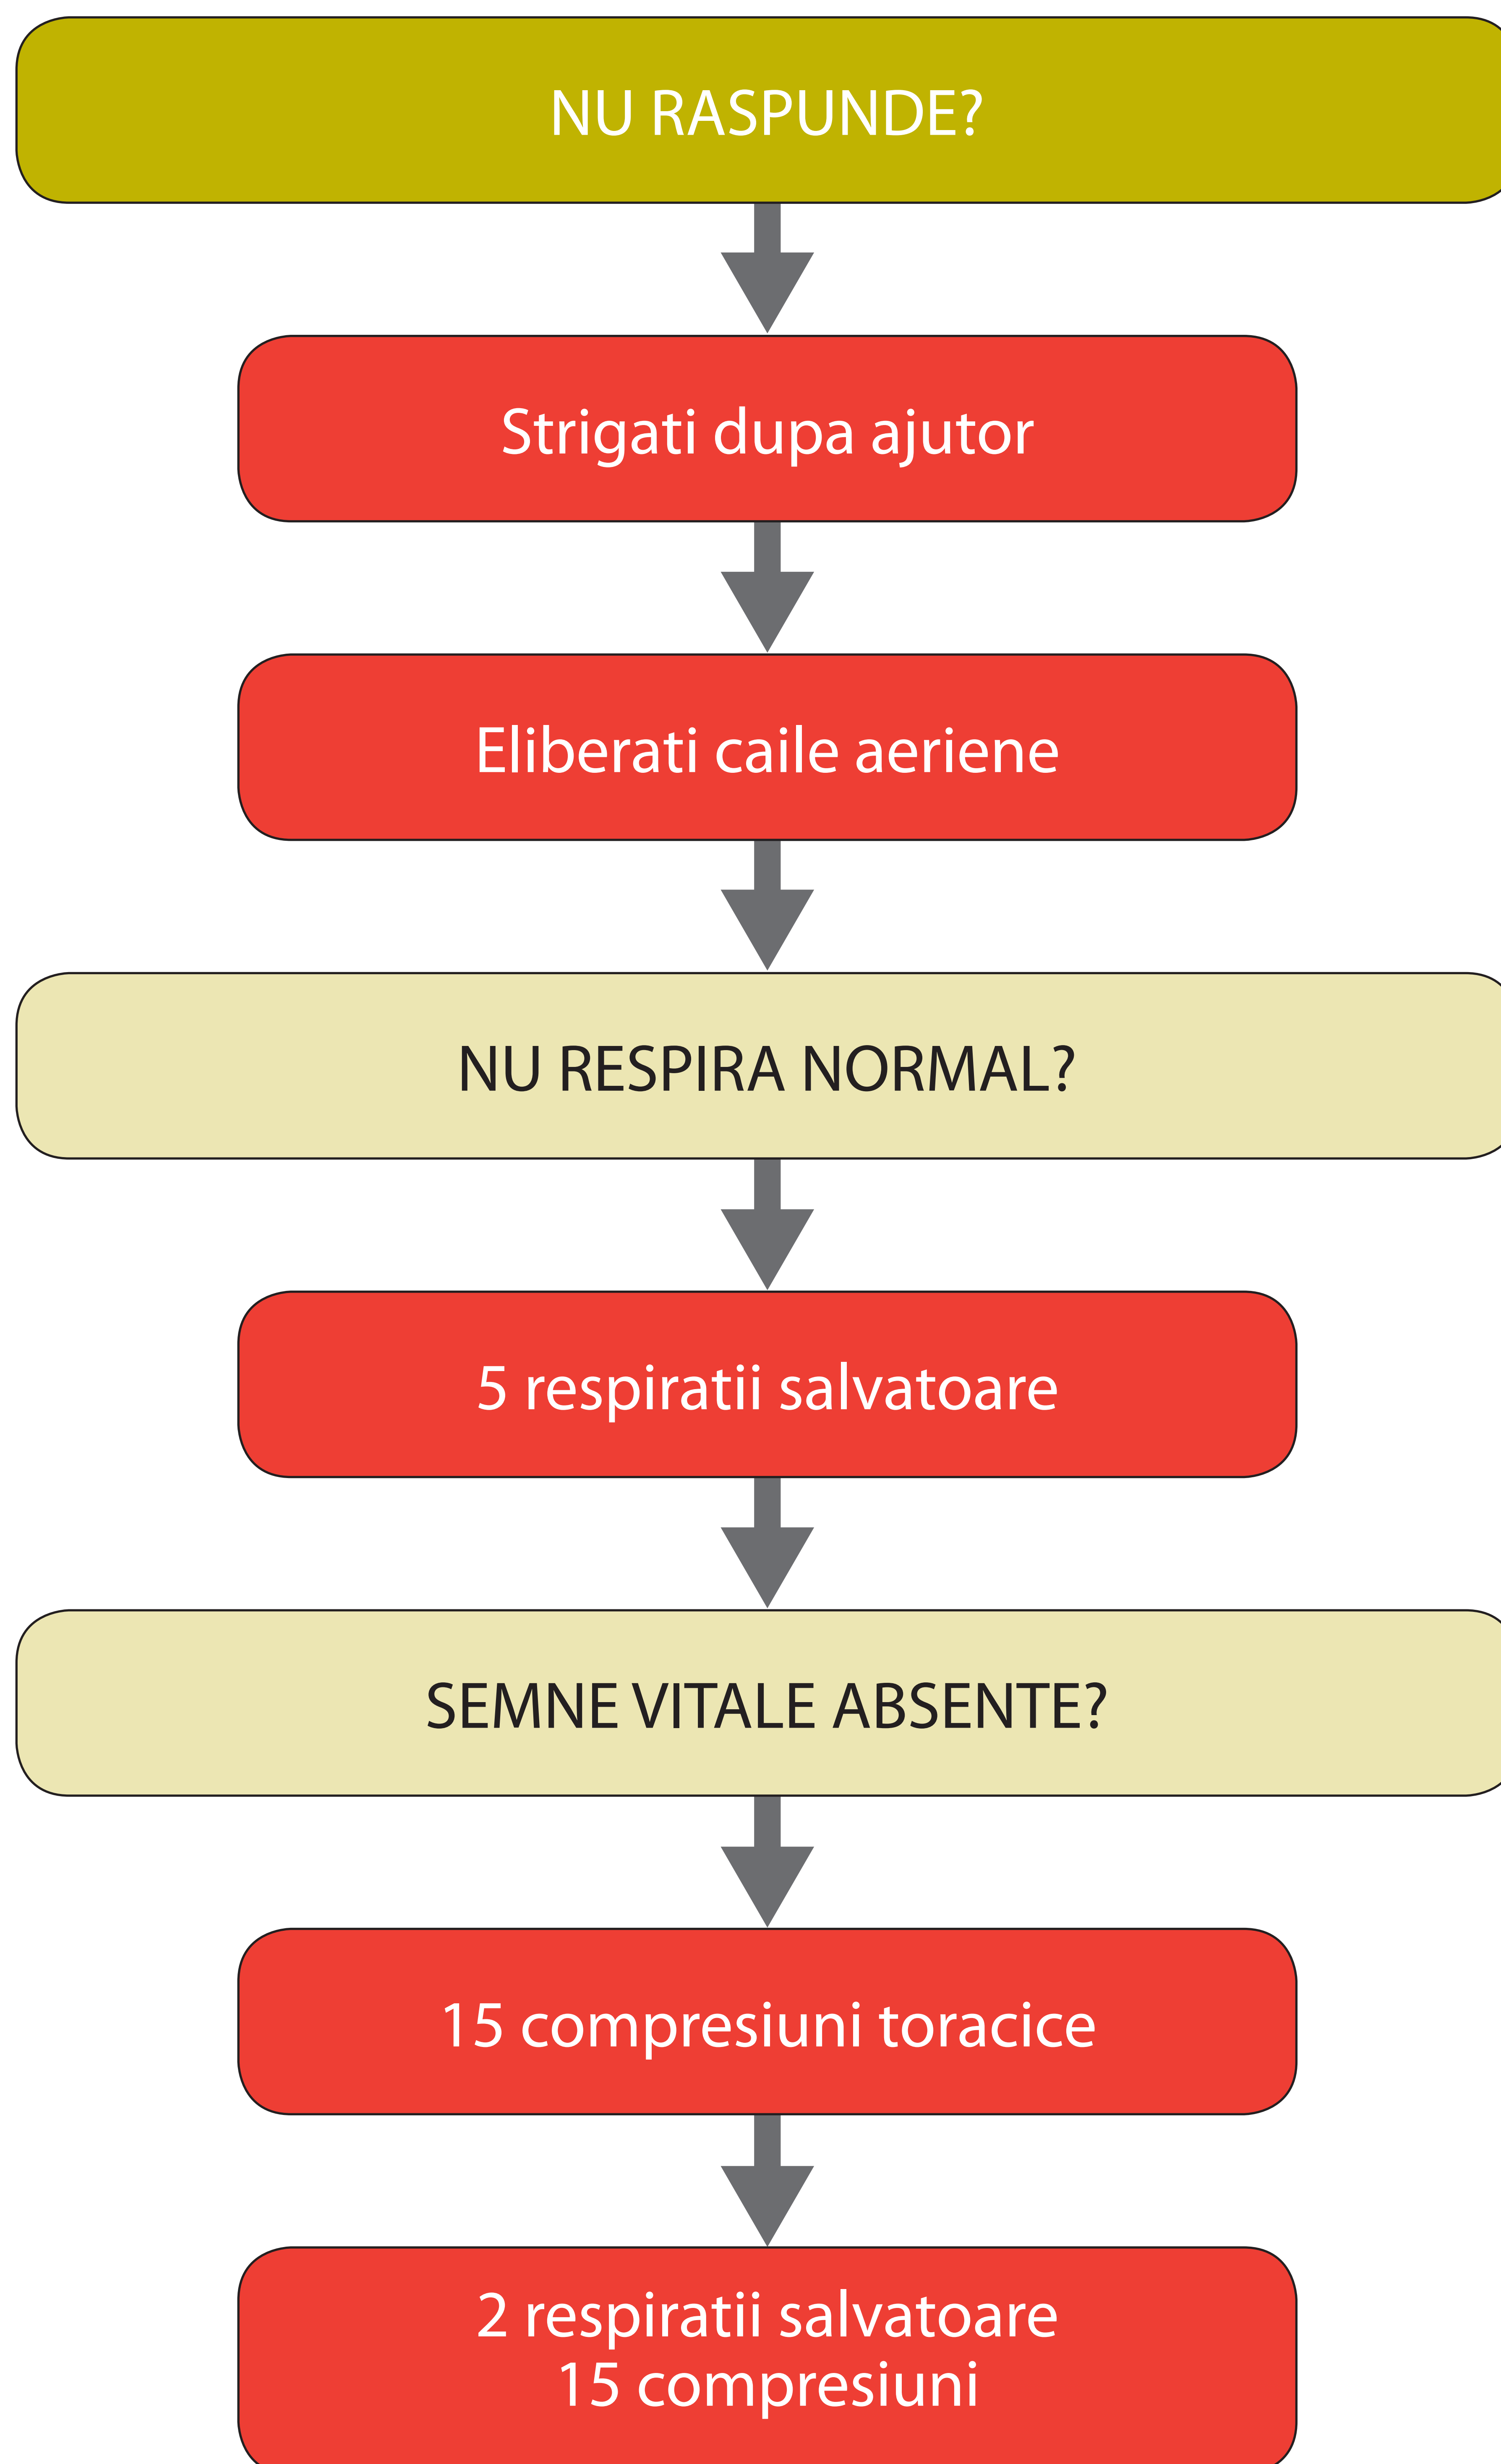 NU RASPUNDE?
Strigati dupa ajutor
Eliberati caile aeriene
NU RESPIRA NORMAL?
5 respiratii salvatoare
SEMNE VITALE ABSENTE?
15 compresiuni toracice
2 respiratii salvatoare
15 compresiuni